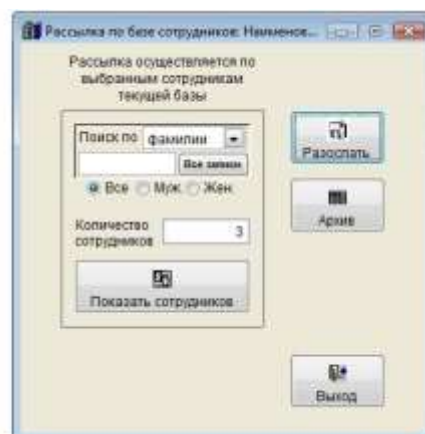 Рассылка по базе сотрудников: Наименов...
Рассылка осуществляется по
выбранным сотрудникам
текущей базы
Поиск по фамилии
Все записи
Все Муж. Жен.
Количество
сотрудников 3
Показать сотрудников
Разослать
Архив
Выход